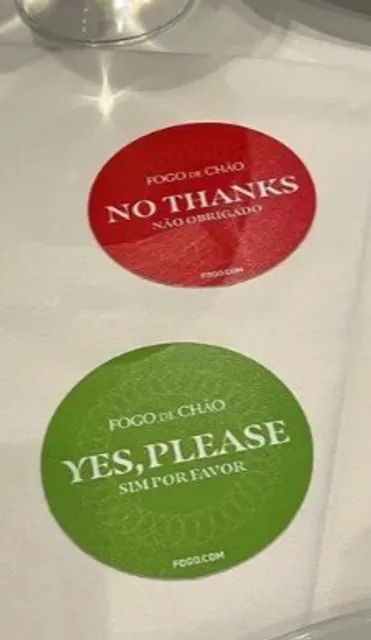 FOGO DE CHÃO
NO THANKS
NÃO OBRIGADO
FOGO.COM
FOGO DE CHÃO
YES, PLEASE
SIM POR FAVOR
FOGO.COM